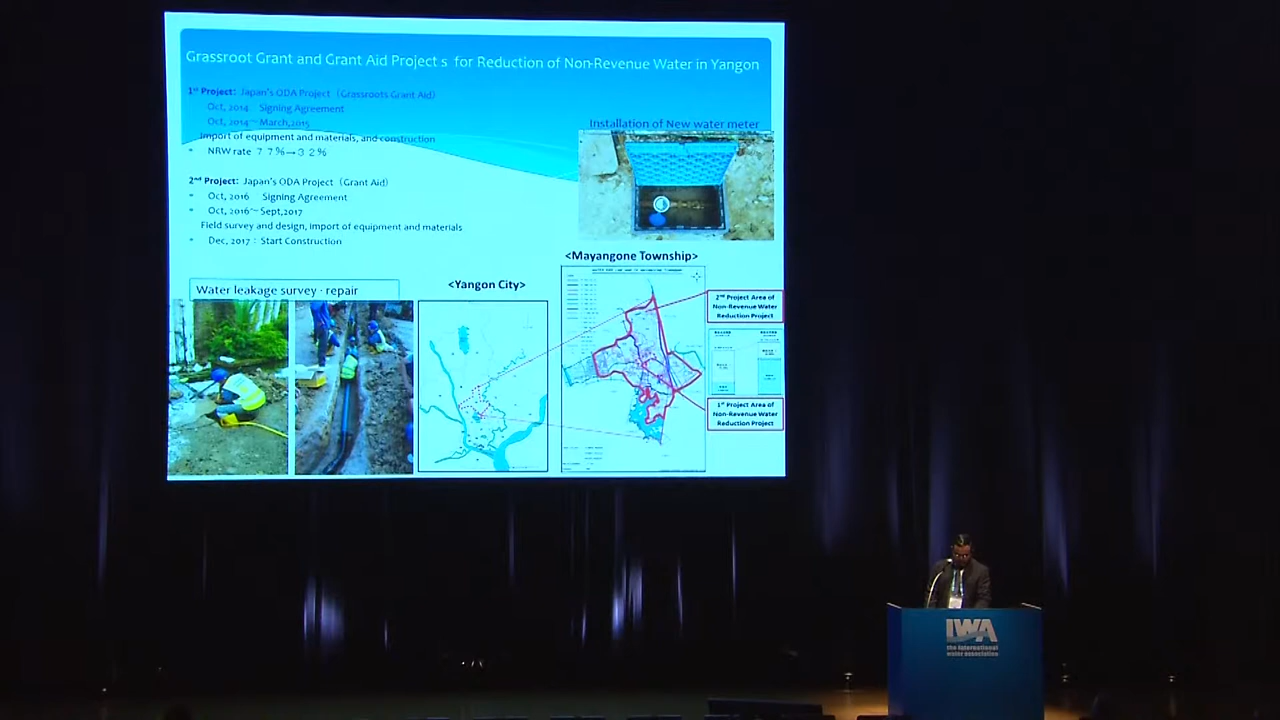 Grassroot Grant and Grant Aid Project s for Reduction of Non-Revenue Water in Yangon
1st Project: Japan's ODA Project (Grassroots Grant Aid)
Oct, 2014 Signing Agreement
Oct, 2014~March,2015
Import of equipment and materials, and construction
• NRW rate 77%→32%
2nd Project: Japan's ODA Project (Grant Aid)
• Oct, 2016 Signing Agreement
• Oct, 2016~Sept,2017
Field survey and design, import of equipment and materials
• Dec, 2017: Start Construction
Installation of New water meter
Water leakage survey・repair
<Yangon City>
<Mayangone Township>
2nd Project Area of
Non-Revenue Water
Reduction Project
1st Project Area of
Non-Revenue Water
Reduction Project
IWA
the international
water association